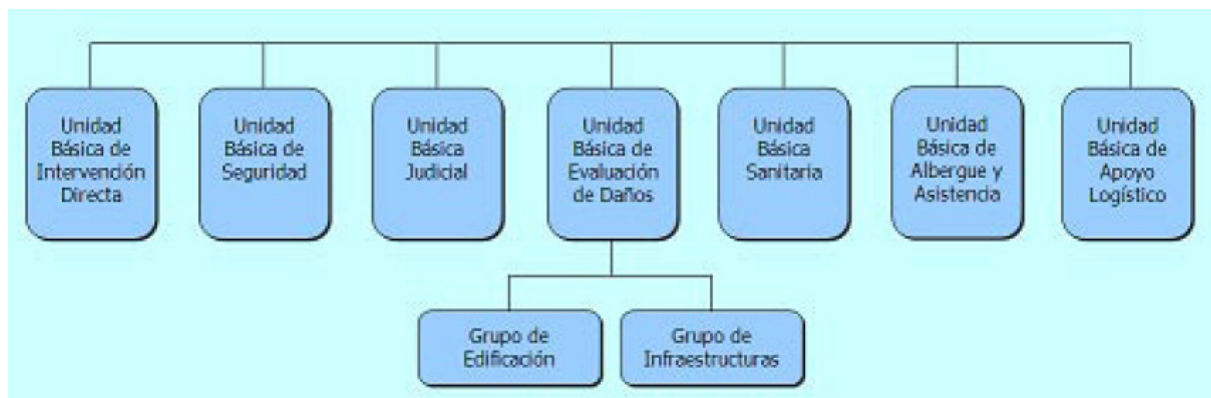 Unidad
Básica de
Intervención
Directa
Unidad
Básica de
Seguridad
Unidad
Básica
Judicial
Unidad
Básica de
Evaluación
de Daños
Unidad
Básica
Sanitaria
Unidad
Básica de
Albergue y
Asistencia
Unidad
Básica de
Apoyo
Logístico
Grupo de
Edificación
Grupo de
Infraestructuras